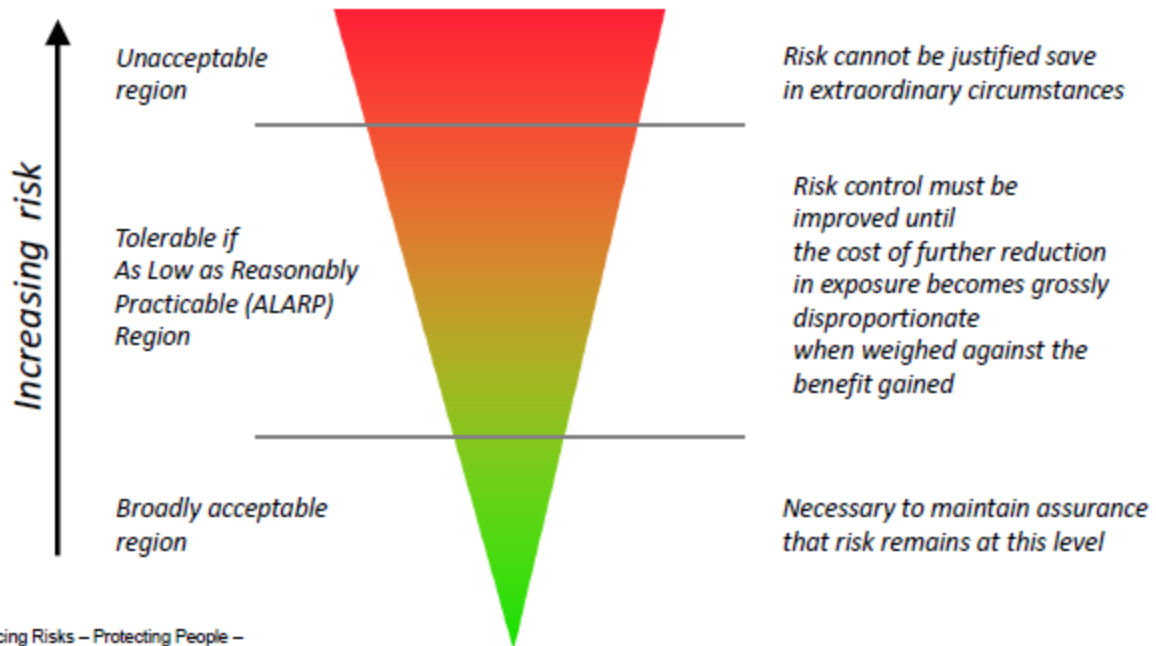 Increasing risk
Unacceptable
region
Risk cannot be justified save
in extraordinary circumstances
Tolerable if
As Low as Reasonably
Practicable (ALARP)
Region
Risk control must be
improved until
the cost of further reduction
in exposure becomes grossly
disproportionate
when weighed against the
benefit gained
Broadly acceptable
region
Necessary to maintain assurance
that risk remains at this level
cing Risks – Protecting People –